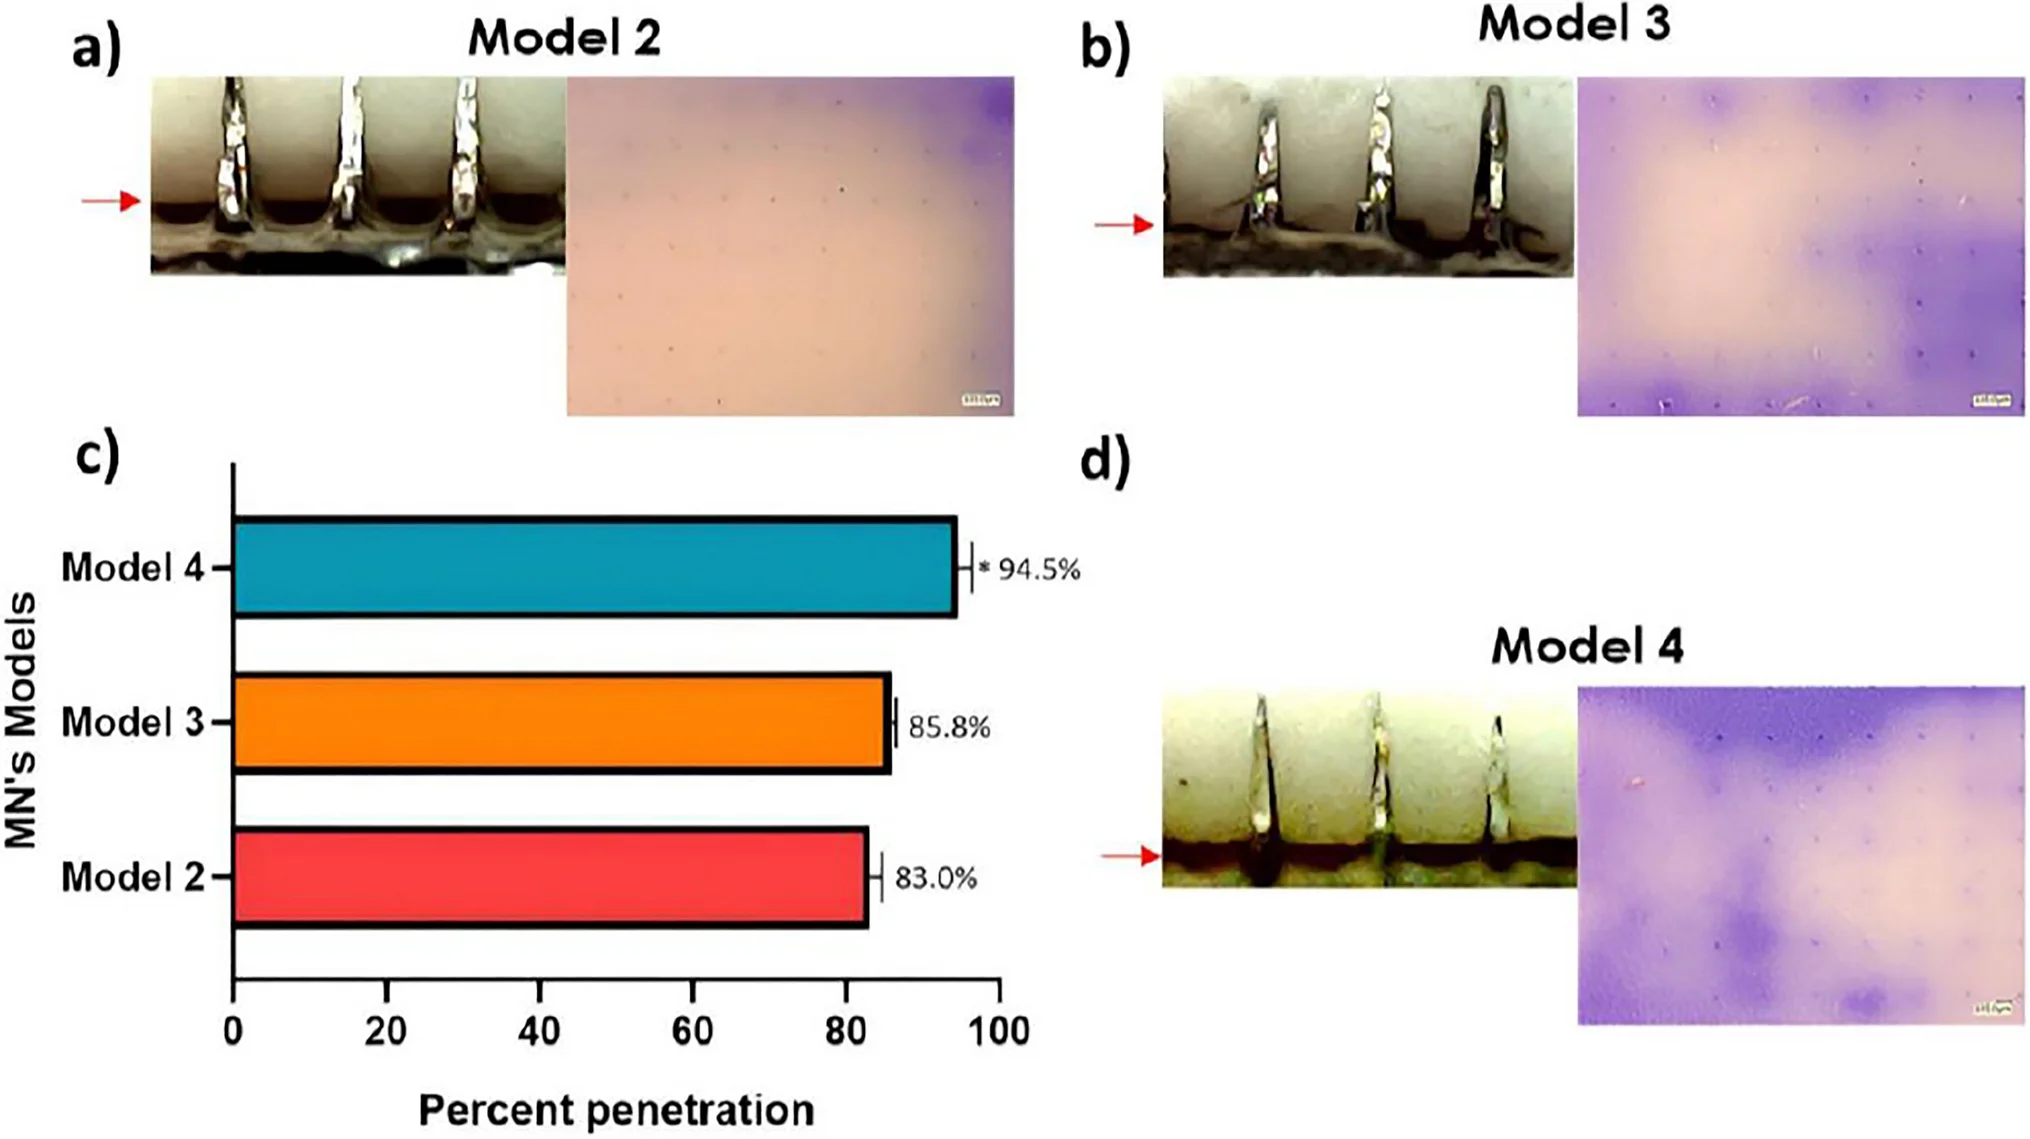 a)
Model 2
b)
Model 3
c)
MN's Models
Model 4
* 94.5%
Model 3
85.8%
Model 2
83.0%
0 20 40 60 80 100
Percent penetration
d)
Model 4